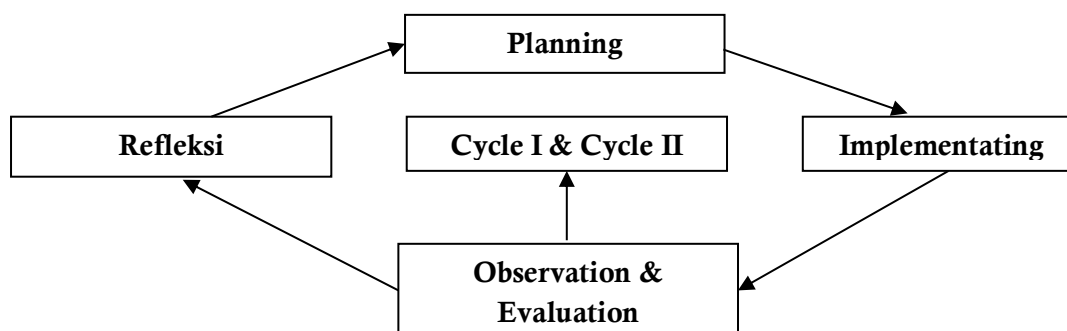 Planning
Refleksi
Cycle I & Cycle II
Implementating
Observation &
Evaluation